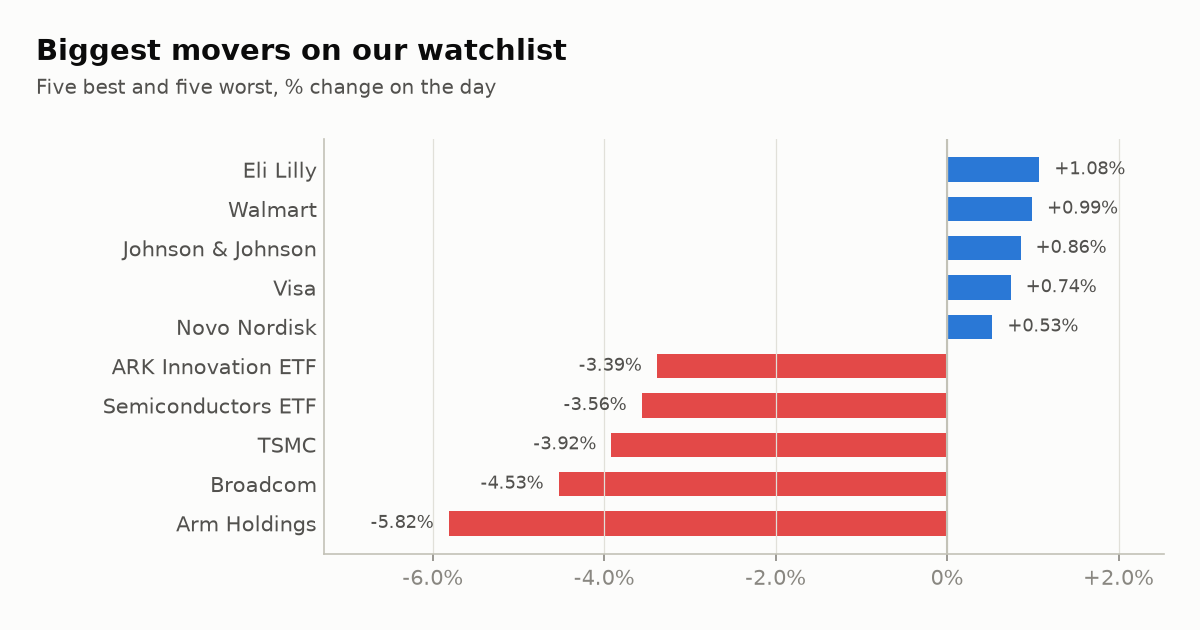 Biggest movers on our watchlist
Five best and five worst, % change on the day
Eli Lilly +1.08%
Walmart +0.99%
Johnson & Johnson +0.86%
Visa +0.74%
Novo Nordisk +0.53%
ARK Innovation ETF -3.39%
Semiconductors ETF -3.56%
TSMC -3.92%
Broadcom -4.53%
Arm Holdings -5.82%
-6.0% -4.0% -2.0% 0% +2.0%